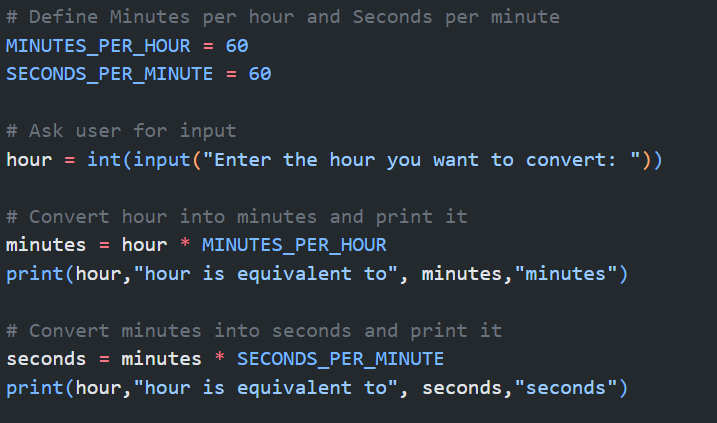 # Define Minutes per hour and Seconds per minute
MINUTES_PER_HOUR = 60
SECONDS_PER_MINUTE = 60
# Ask user for input
hour = int(input("Enter the hour you want to convert: "))
# Convert hour into minutes and print it
minutes = hour * MINUTES_PER_HOUR
print(hour,"hour is equivalent to", minutes,"minutes")
# Convert minutes into seconds and print it
seconds = minutes * SECONDS_PER_MINUTE
print(hour,"hour is equivalent to", seconds,"seconds")